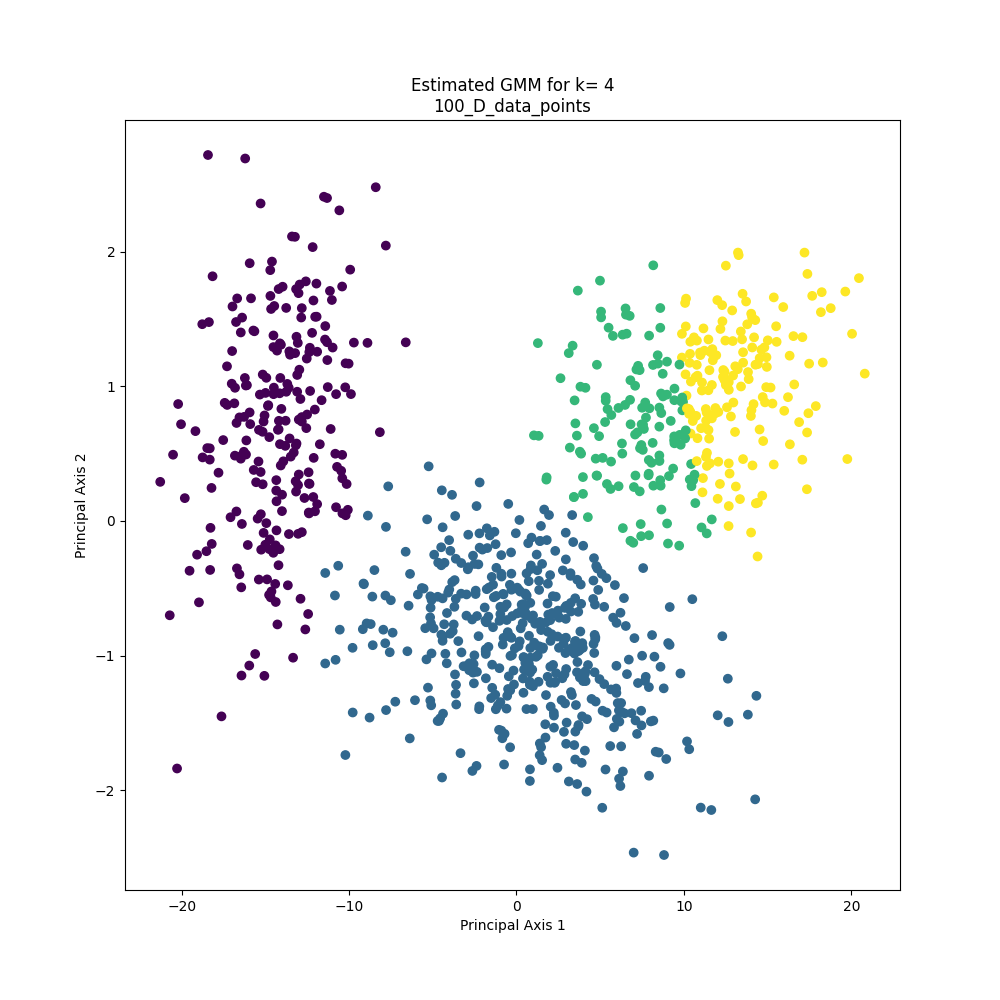 Estimated GMM for k= 4
100_D_data_points
2
1
0
−1
−2
Principal Axis 2
−20 −10 0 10 20
Principal Axis 1